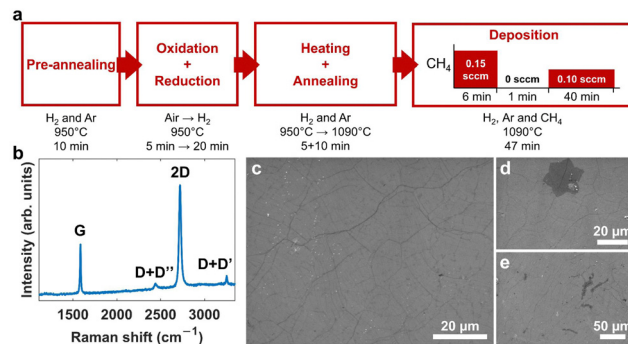 a
Pre-annealing
Oxidation
+
Reduction
Heating
+
Annealing
Deposition
CH₄
0.15
sccm
0 sccm
0.10 sccm
6 min
1 min
40 min
H₂ and Ar
950°C
10 min
Air → H₂
950°C
5 min → 20 min
H₂ and Ar
950°C → 1090°C
5+10 min
H₂, Ar and CH₄
1090°C
47 min
b
Intensity (arb. units)
G
2D
D+D''
D+D'
1500
2000
2500
3000
Raman shift (cm⁻¹)
c
20 µm
d
20 µm
e
50 µm